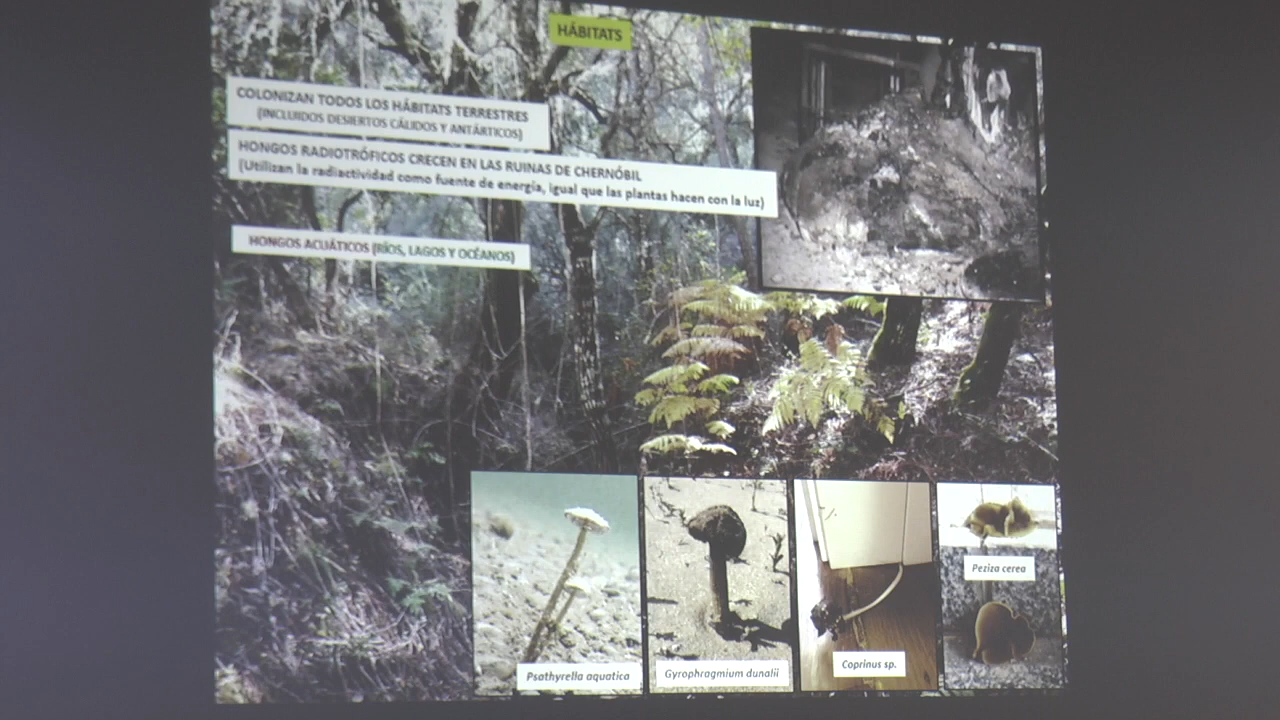 HÁBITATS
COLONIZAN TODOS LOS HÁBITATS TERRESTRES
(INCLUIDOS DESIERTOS CÁLIDOS Y ANTÁRTICOS)
HONGOS RADIOTRÓFICOS CRECEN EN LAS RUINAS DE CHERNÓBIL
(Utilizan la radiactividad como fuente de energía, igual que las plantas hacen con la luz)
HONGOS ACUÁTICOS (RÍOS, LAGOS Y OCÉANOS)
Psathyrella aquatica
Gyrophragmium dunalii
Coprinus sp.
Peziza cerea